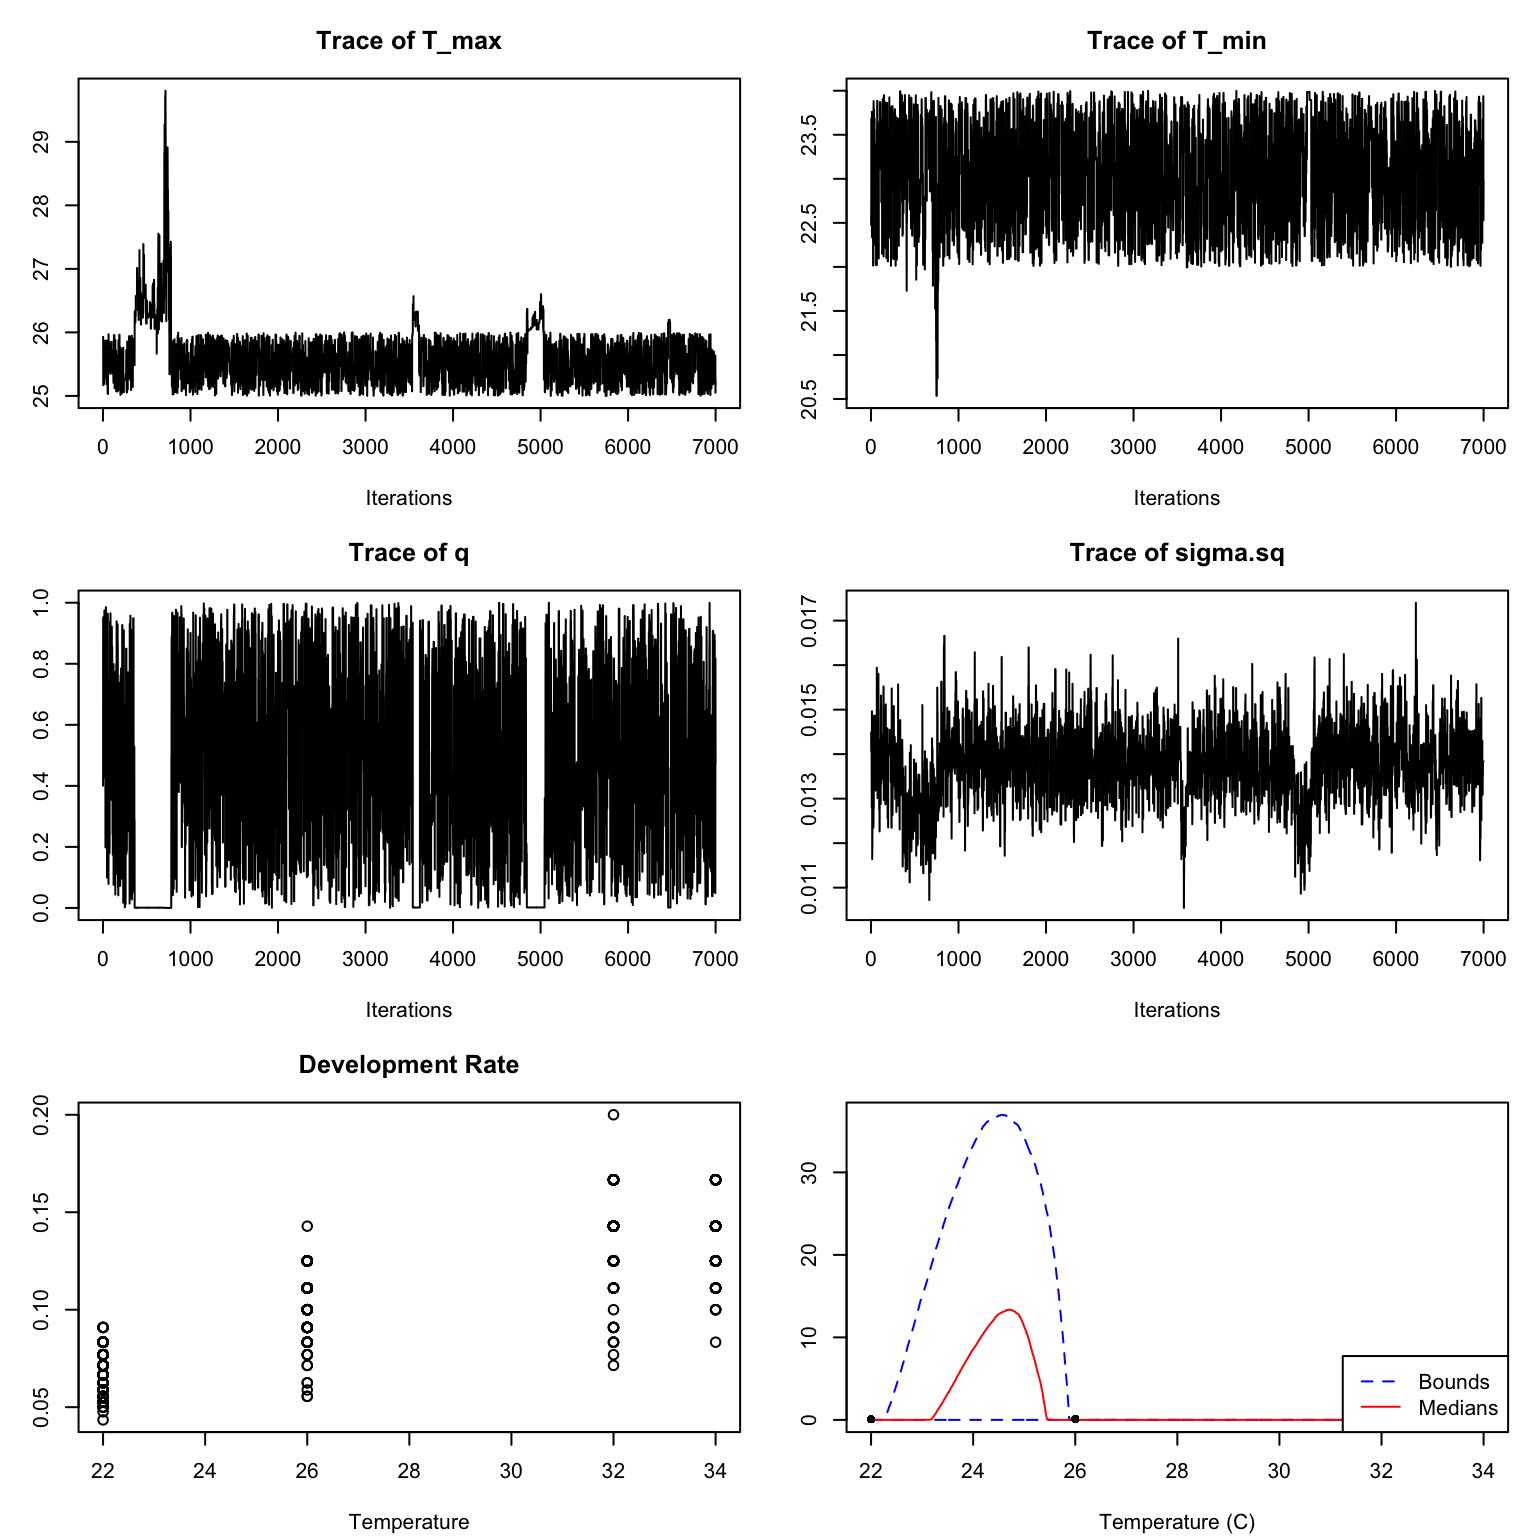 Trace of T_max
29
28
27
26
25
0 1000 2000 3000 4000 5000 6000 7000
Iterations
Trace of T_min
23.5
22.5
21.5
20.5
0 1000 2000 3000 4000 5000 6000 7000
Iterations
Trace of q
1.0
0.8
0.6
0.4
0.2
0.0
0 1000 2000 3000 4000 5000 6000 7000
Iterations
Trace of sigma.sq
0.017
0.015
0.013
0.011
0 1000 2000 3000 4000 5000 6000 7000
Iterations
Development Rate
0.20
0.15
0.10
0.05
22 24 26 28 30 32 34
Temperature
30
20
10
0
Bounds
Medians
22 24 26 28 30 32 34
Temperature (C)